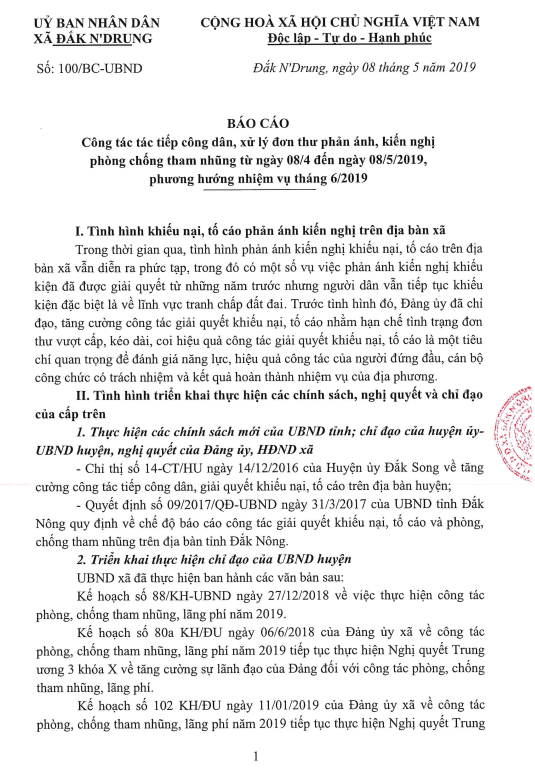 UỶ BAN NHÂN DÂN
XÃ ĐẮK N'DRUNG
CỘNG HOÀ XÃ HỘI CHỦ NGHĨA VIỆT NAM
Độc lập - Tự do - Hạnh phúc
Số: 100/BC-UBND
Đắk N'Drung, ngày 08 tháng 5 năm 2019
BÁO CÁO
Công tác tác tiếp công dân, xử lý đơn thư phản ánh, kiến nghị
phòng chống tham nhũng từ ngày 08/4 đến ngày 08/5/2019,
phương hướng nhiệm vụ tháng 6/2019
I. Tình hình khiếu nại, tố cáo phản ánh kiến nghị trên địa bàn xã
Trong thời gian qua, tình hình phản ánh kiến nghị khiếu nại, tố cáo trên địa
bàn xã vẫn diễn ra phức tạp, trong đó có một số vụ việc phản ánh kiến nghị khiếu
kiện đã được giải quyết từ những năm trước nhưng người dân vẫn tiếp tục khiếu
kiện đặc biệt là về lĩnh vực tranh chấp đất đai. Trước tình hình đó, Đảng ủy đã chỉ
đạo, tăng cường công tác giải quyết khiếu nại, tố cáo nhằm hạn chế tình trạng đơn
thư vượt cấp, kéo dài, coi hiệu quả công tác giải quyết khiếu nại, tố cáo là một tiêu
chí quan trọng để đánh giá năng lực, hiệu quả công tác của người đứng đầu, cán bộ
công chức có trách nhiệm và kết quả hoàn thành nhiệm vụ của địa phương.
II. Tình hình triển khai thực hiện các chính sách, nghị quyết và chỉ đạo
của cấp trên
1. Thực hiện các chính sách mới của UBND tỉnh; chỉ đạo của huyện ủy-
UBND huyện, nghị quyết của Đảng ủy, HĐND xã
- Chỉ thị số 14-CT/HU ngày 14/12/2016 của Huyện ủy Đắk Song về tăng
cường công tác tiếp công dân, giải quyết khiếu nại, tố cáo trên địa bàn huyện;
- Quyết định số 09/2017/QĐ-UBND ngày 31/3/2017 của UBND tỉnh Đắk
Nông quy định về chế độ báo cáo công tác giải quyết khiếu nại, tố cáo và phòng,
chống tham nhũng trên địa bàn tỉnh Đắk Nông.
2. Triển khai thực hiện chỉ đạo của UBND huyện
UBND xã đã thực hiện ban hành các văn bản sau:
Kế hoạch số 88/KH-UBND ngày 27/12/2018 về việc thực hiện công tác
phòng, chống tham nhũng, lãng phí năm 2019.
Kế hoạch số 80a KH/ĐU ngày 06/6/2018 của Đảng ủy xã về công tác
phòng, chống tham nhũng, lãng phí năm 2019 tiếp tục thực hiện Nghị quyết Trung
ương 3 khóa X về tăng cường sự lãnh đạo của Đảng đối với công tác phòng, chống
tham nhũng, lãng phí.
Kế hoạch số 102 KH/ĐU ngày 11/01/2019 của Đảng ủy xã về công tác
phòng, chống tham nhũng, lãng phí năm 2019 tiếp tục thực hiện Nghị quyết Trung
1